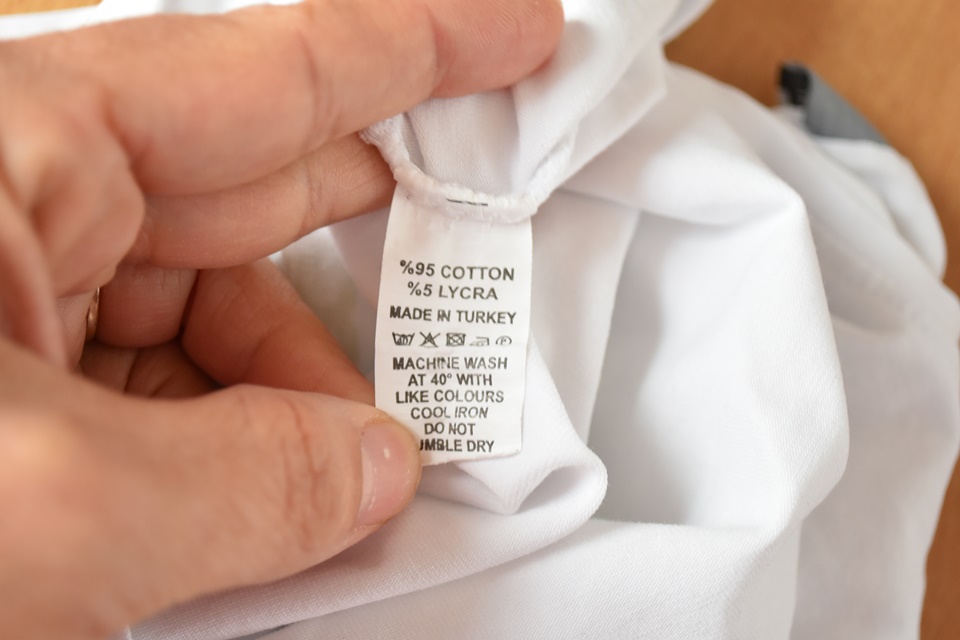 %95 COTTON
%5 LYCRA
MADE IN TURKEY
MACHINE WASH
AT 40° WITH
LIKE COLOURS
COOL IRON
DO NOT
UMBLE DRY